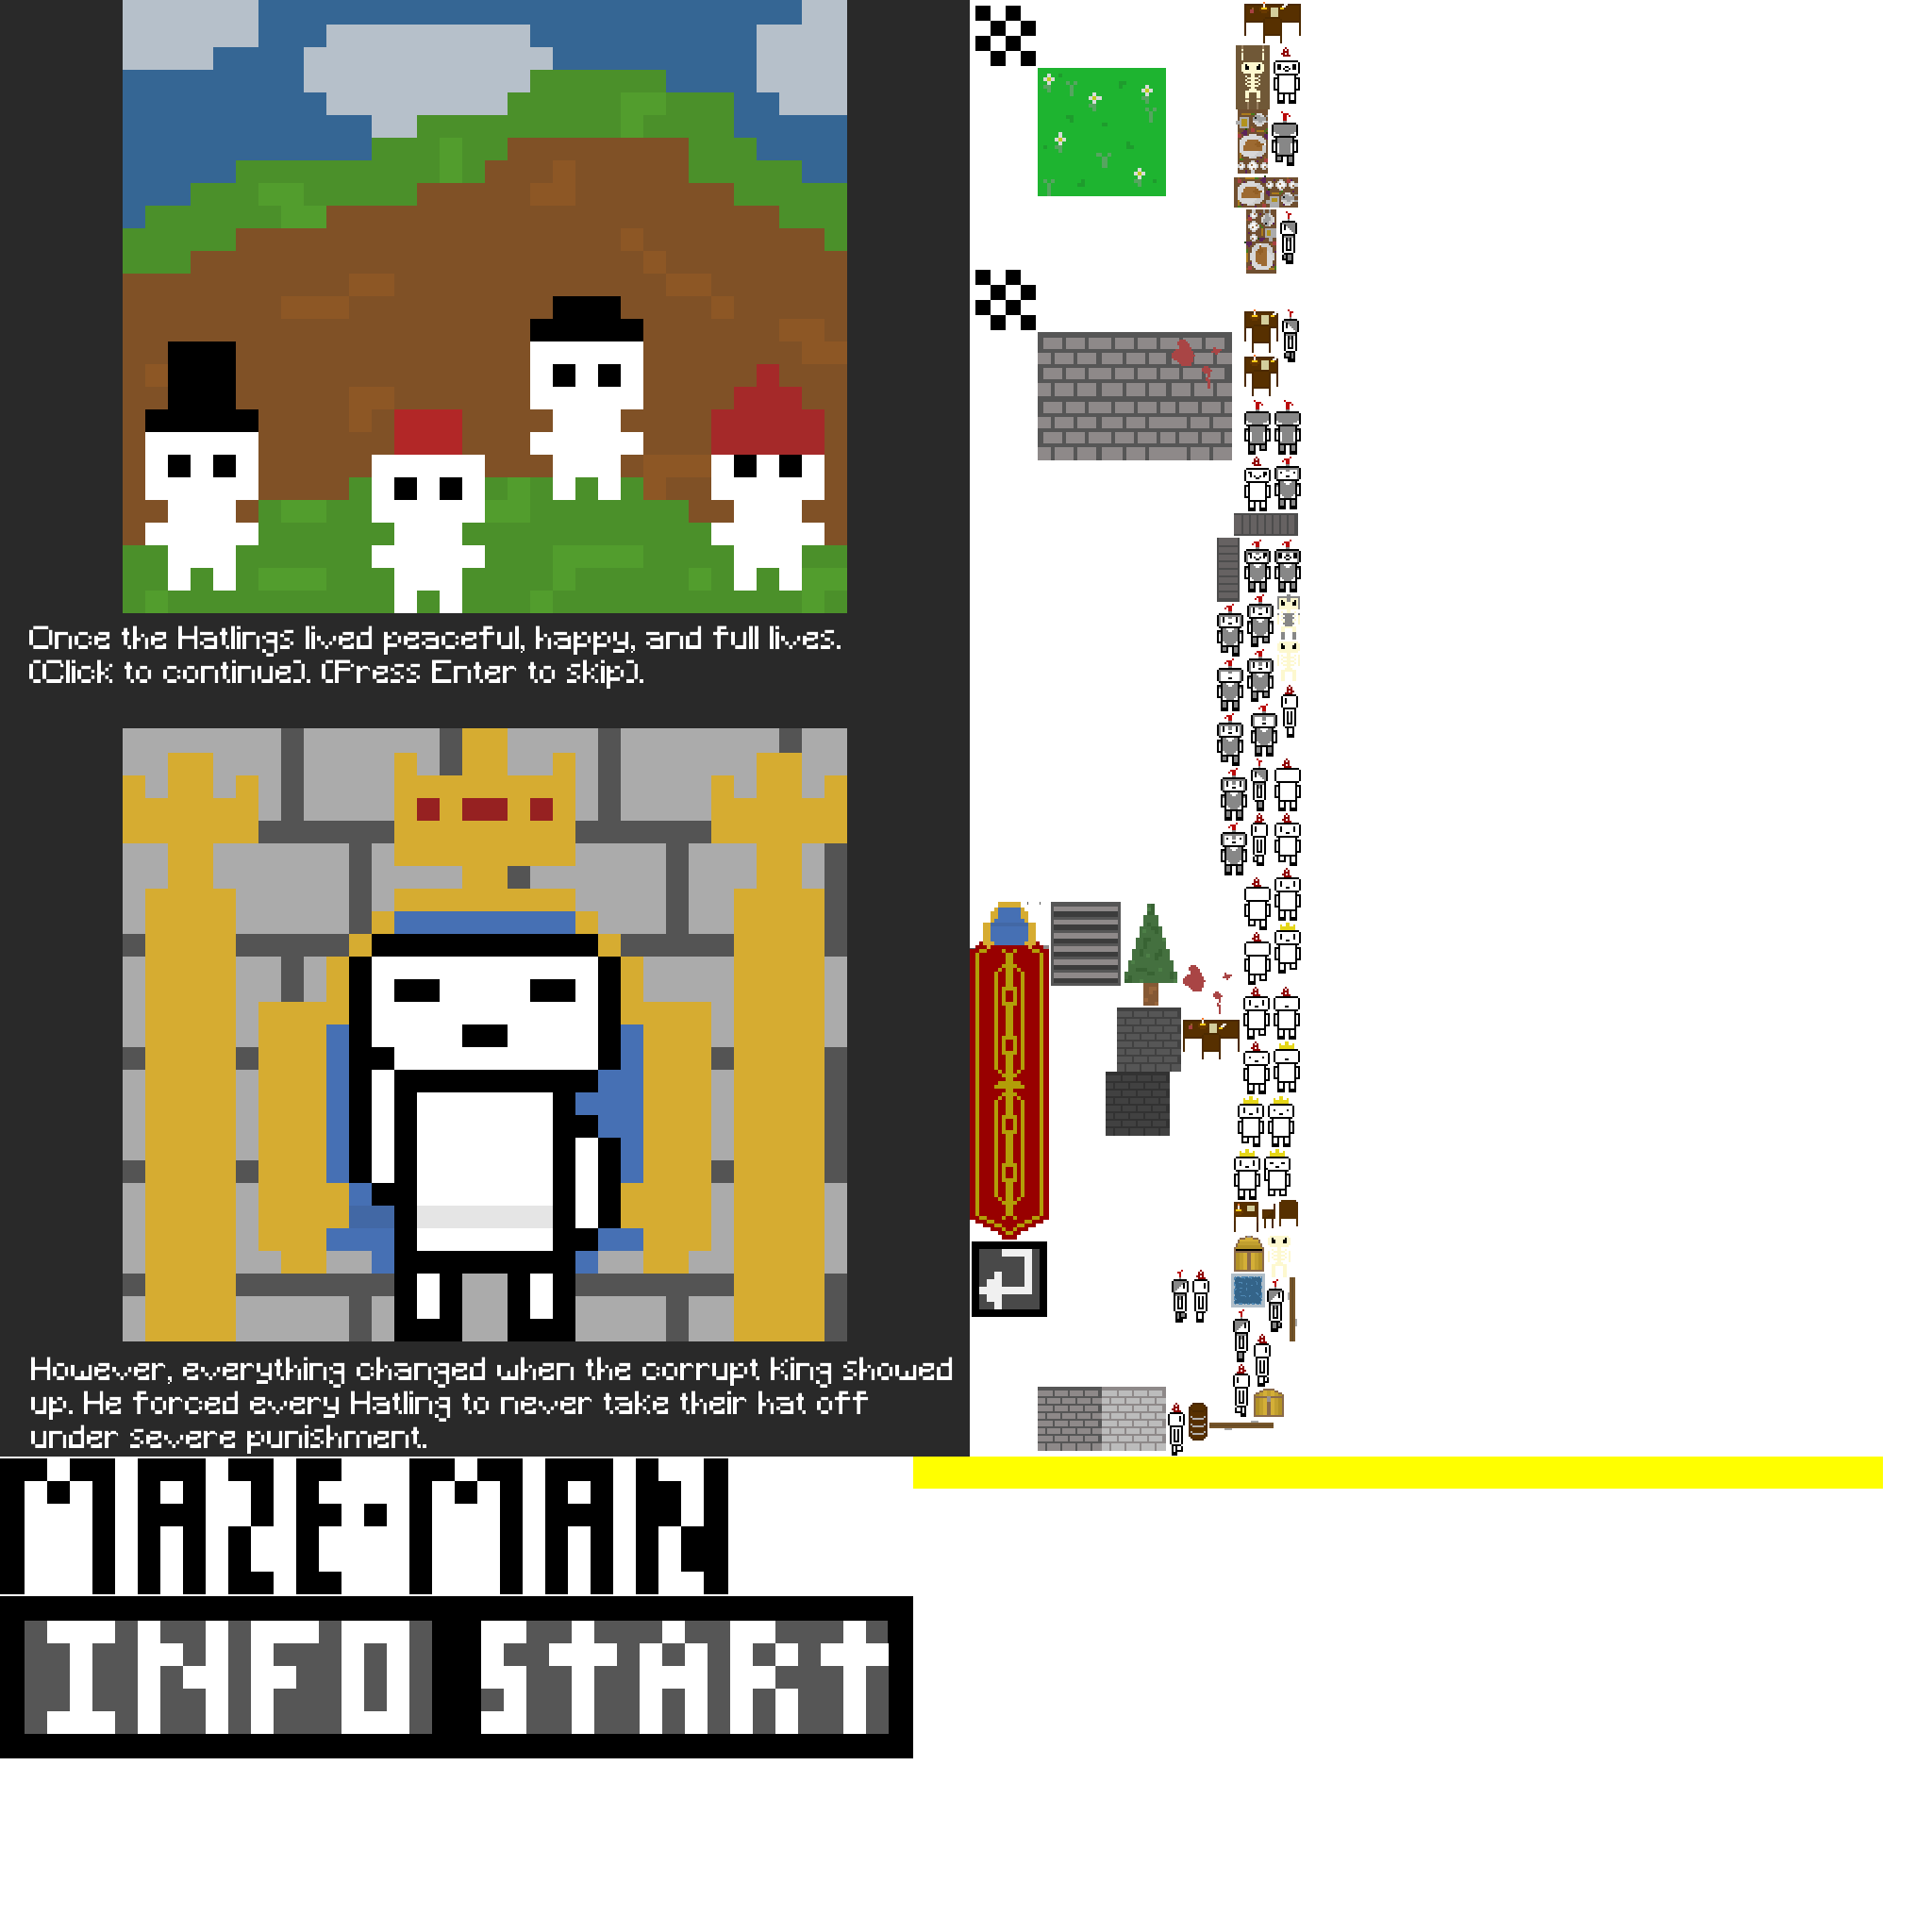 Once the Hatlings lived peaceful, happy, and full lives.
(Click to continue). (Press Enter to skip).
However, everything changed when the corrupt King showed
up. He forced every Hatling to never take their hat off
under severe punishment.
MAZE-MAN
INFO START